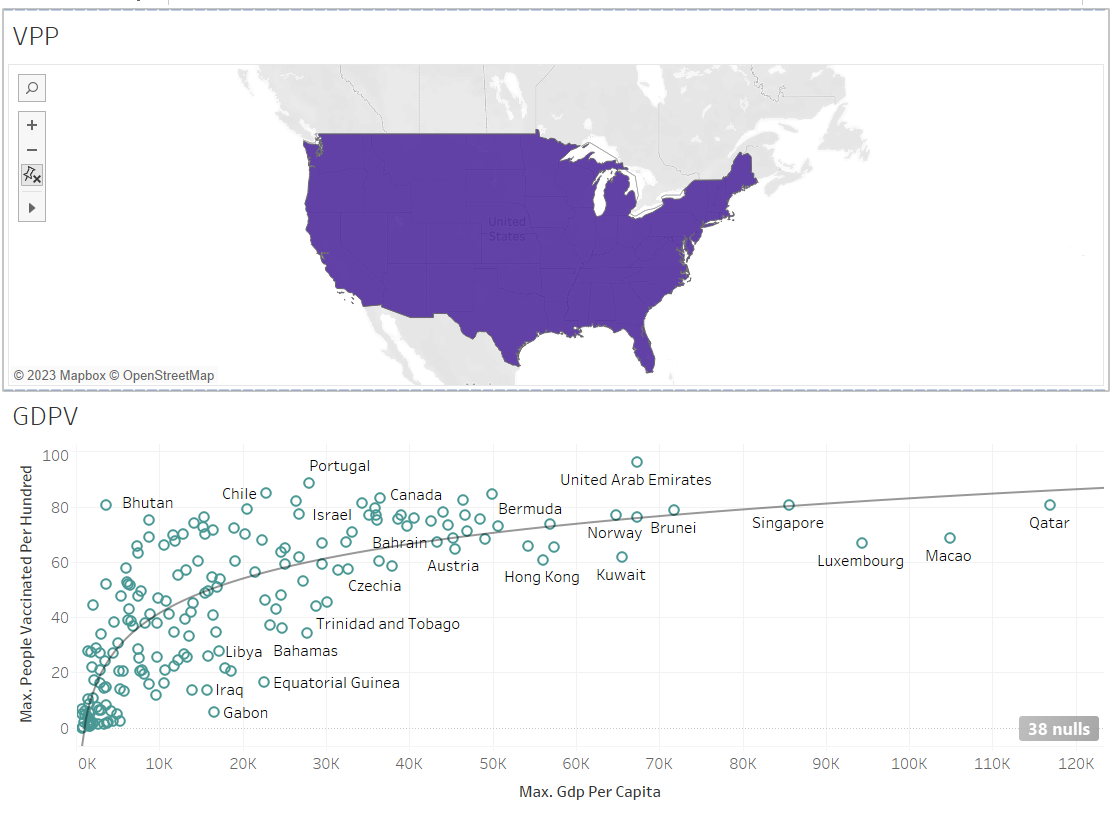 VPP
United
States
© 2023 Mapbox © OpenStreetMap
GDPV
Max. People Vaccinated Per Hundred
100
80
60
40
20
0
Portugal
United Arab Emirates
Chile
Canada
Bhutan
Bermuda
Israel
Singapore
Qatar
Norway
Brunei
Bahrain
Macao
Austria
Luxembourg
Hong Kong
Kuwait
Czechia
Trinidad and Tobago
Libya
Bahamas
Equatorial Guinea
Iraq
Gabon
38 nulls
0K
10K
20K
30K
40K
50K
60K
70K
80K
90K
100K
110K
120K
Max. Gdp Per Capita